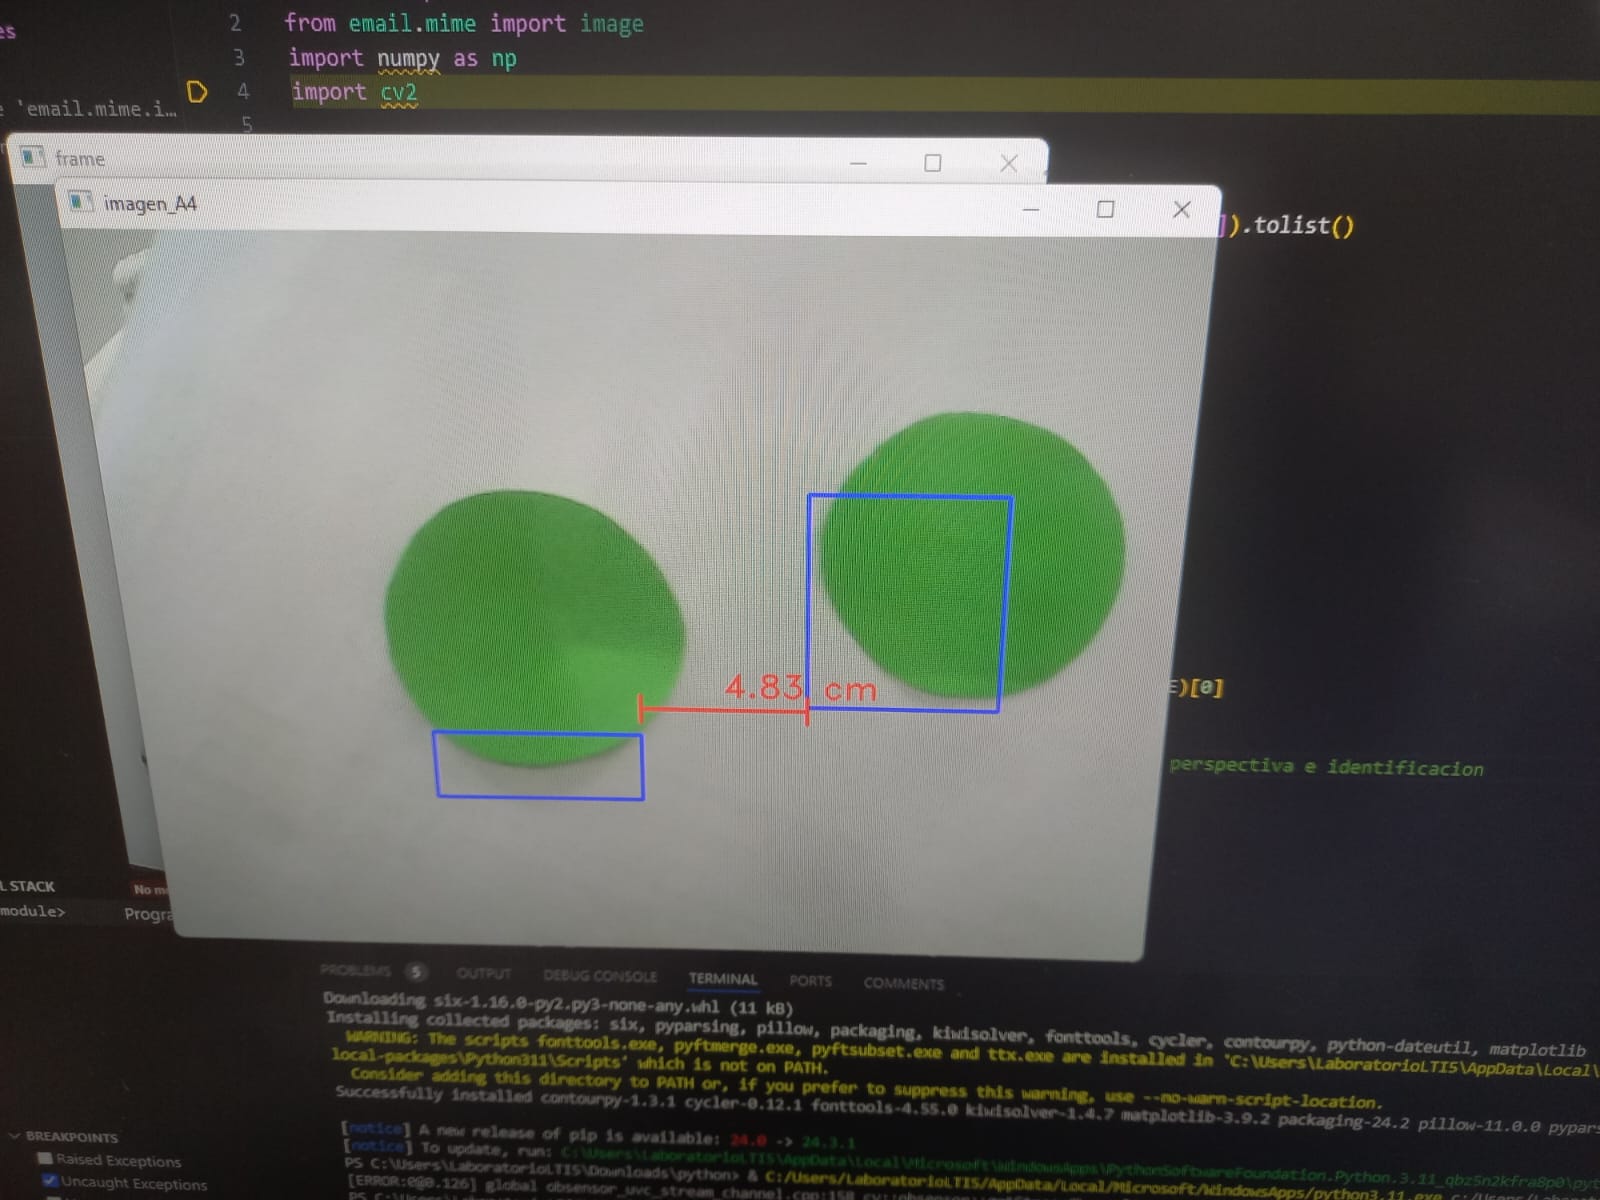 es
2 from email.mime import image
3 import numpy as np
4 import cv2
'email.mime.i…
5
frame
imagen_A4
]).tolist()
4.83 cm
)[0]
perspectiva e identificacion
L STACK
No m
module>
Progra
PROBLEMS 5 OUTPUT DEBUG CONSOLE TERMINAL PORTS COMMENTS
Downloading six-1.16.0-py2.py3-none-any.whl (11 kB)
Installing collected packages: six, pyparsing, pillow, packaging, kiwisolver, fonttools, cycler, contourpy, python-dateutil, matplotlib
WARNING: The scripts fonttools.exe, pyftmerge.exe, pyftsubset.exe and ttx.exe are installed in 'C:\Users\LaboratorioLTI5\AppData\Local\
local-packages\Python311\Scripts' which is not on PATH.
Consider adding this directory to PATH or, if you prefer to suppress this warning, use --no-warn-script-location.
Successfully installed contourpy-1.3.1 cycler-0.12.1 fonttools-4.55.0 kiwisolver-1.4.7 matplotlib-3.9.2 packaging-24.2 pillow-11.0.0 pypars
[notice] A new release of pip is available: 24.0 -> 24.3.1
[notice] To update, run: C:\Users\LaboratorioLTI5\AppData\Local\Microsoft\WindowsApps\PythonSoftwareFoundation.Python.3.11_qbz5n2kfra8p0\pyt
PS C:\Users\LaboratorioLTI5\Downloads\python> & C:/Users/LaboratorioLTI5/AppData/Local/Microsoft/WindowsApps/python3.11.exe
[ERROR:0@0.126] global obsensor_uvc_stream_channel.cpp:158
BREAKPOINTS
Raised Exceptions
Uncaught Exceptions